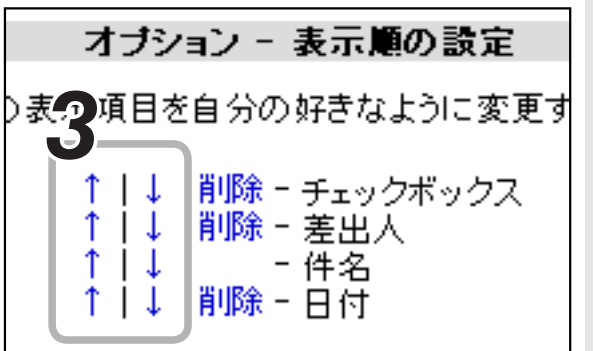 オプション - 表示順の設定
表 項目を自分の好きなように変更す
3
↑ | ↓ 削除 - チェックボックス
↑ | ↓ 削除 - 差出人
↑ | ↓ - 件名
↑ | ↓ 削除 - 日付